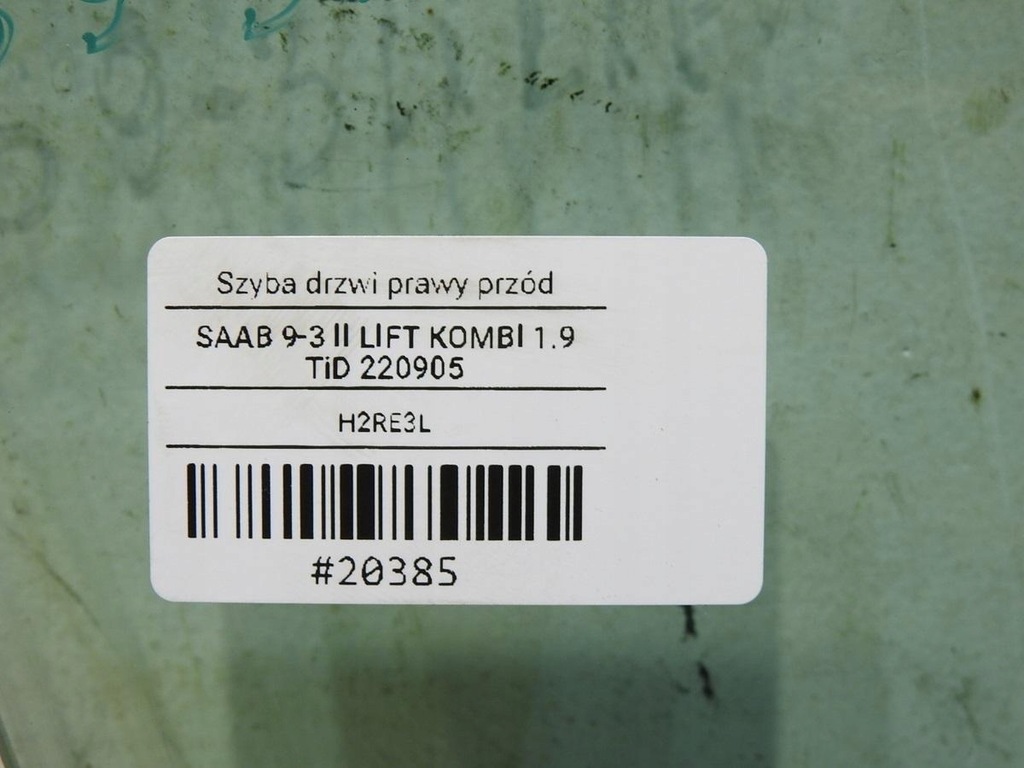 Szyba drzwi prawy przód
SAAB 9-3 II LIFT KOMBI 1.9
TiD 220905
H2RE3L
#20385